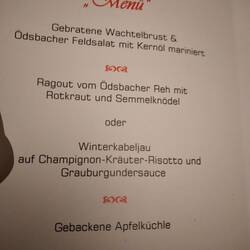 „Menü"
Gebratene Wachtelbrust &
Ödsbacher Feldsalat mit Kernöl mariniert
Ragout vom Ödsbacher Reh mit
Rotkraut und Semmelknödel
oder
Winterkabeljau
auf Champignon-Kräuter-Risotto und
Grauburgundersauce
Gebackene Apfelküchle